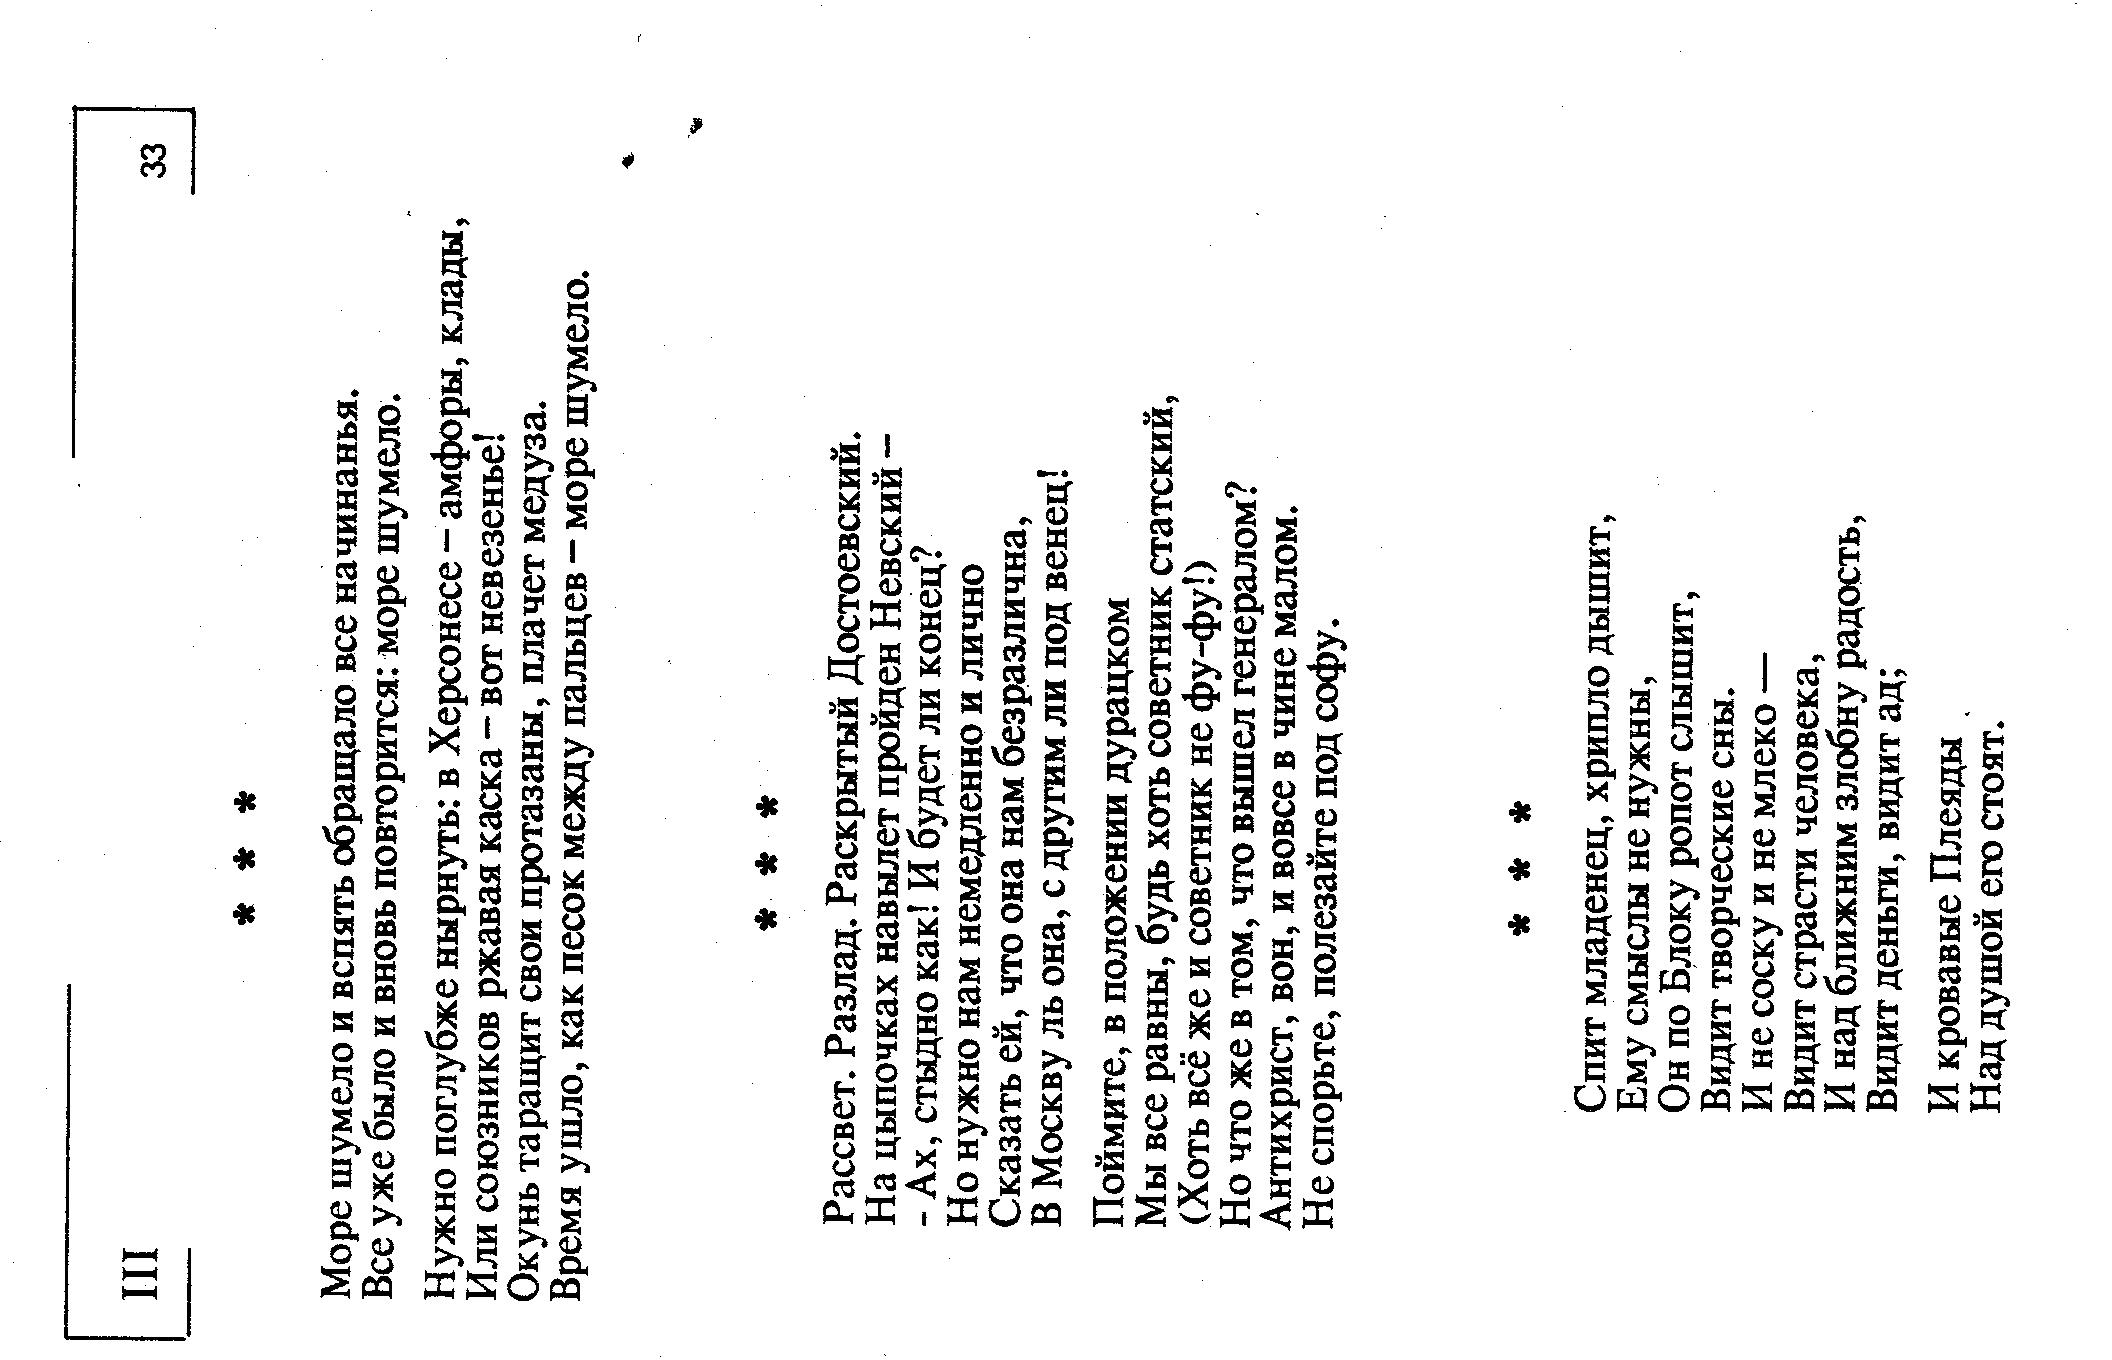 III
33
* * *
Море шумело и вспять обращало все начинанья.
Все уже было и вновь повторится: море шумело.
Нужно поглубже нырнуть: в Херсонесе – амфоры, клады,
Или союзников ржавая каска – вот невезенье!
Окунь таращит свои протазаны, плачет медуза.
Время ушло, как песок между пальцев – море шумело.
* * *
Рассвет. Разлад. Раскрытый Достоевский.
На цыпочках навылет пройден Невский –
- Ах, стыдно как! И будет ли конец?
Но нужно нам немедленно и лично
Сказать ей, что она нам безразлична,
В Москву ль она, с другим ли под венец!
Поймите, в положении дурацком
Мы все равны, будь хоть советник статский,
(Хоть всё же и советник не фу-фу!)
Но что же в том, что вышел генералом?
Антихрист, вон, и вовсе в чине малом.
Не спорьте, полезайте под софу.
* * *
Спит младенец, хрипло дышит,
Ему смыслы не нужны,
Он по Блоку ропот слышит,
Видит творческие сны.
И не соску и не млеко —
Видит страсти человека,
И над ближним злобну радость,
Видит деньги, видит ад;
И кровавые Плеяды
Над душой его стоят.